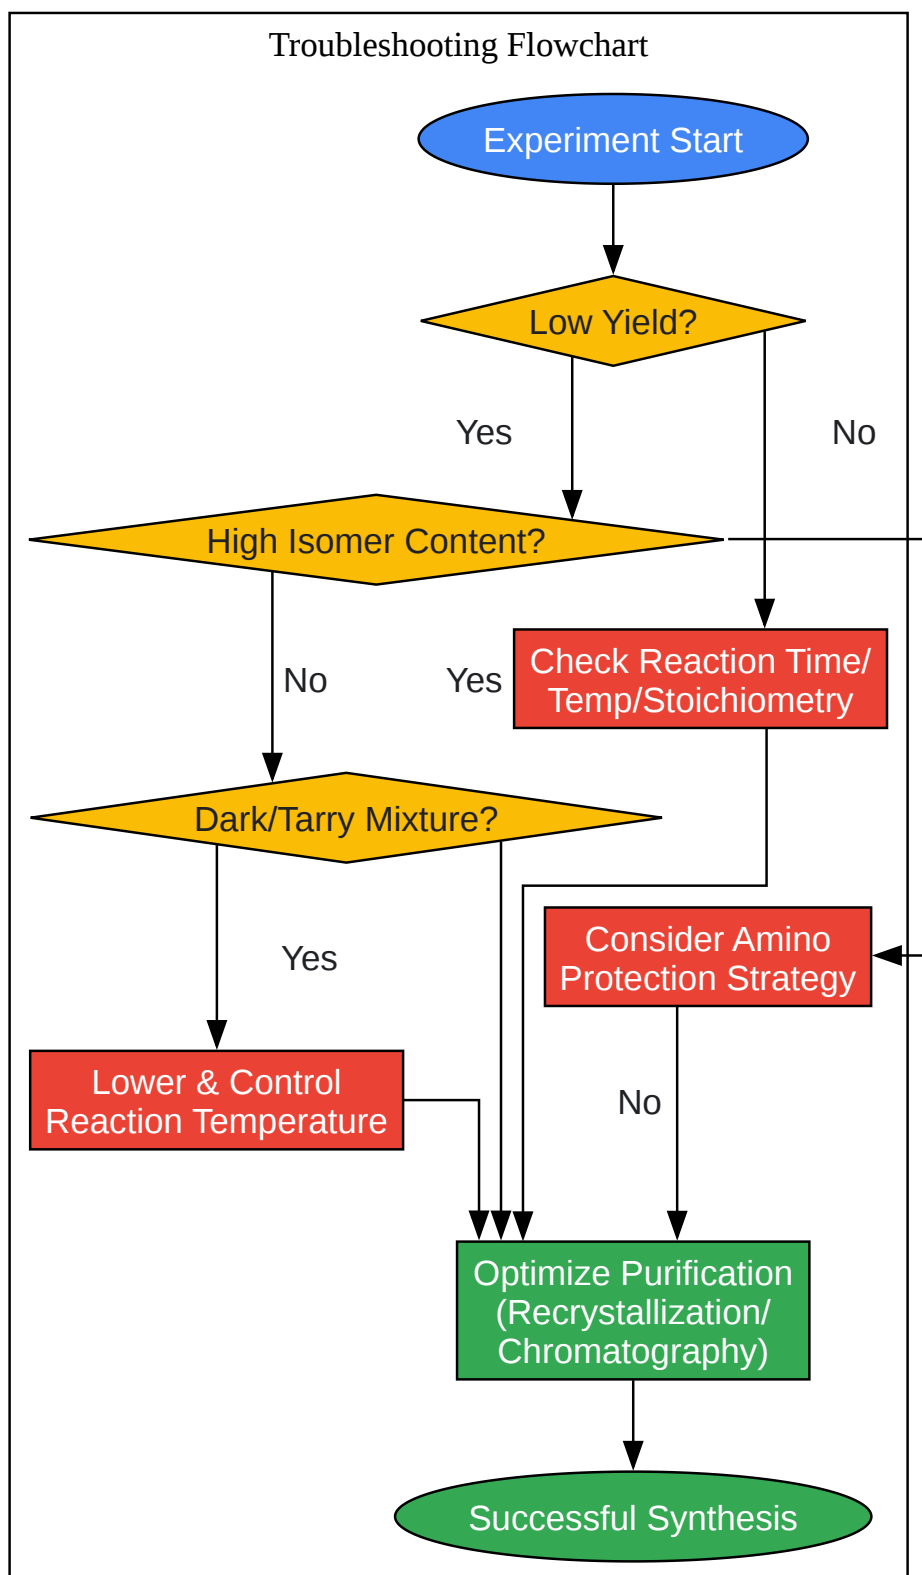 Troubleshooting Flowchart
Experiment Start
Low Yield?
Yes
No
High Isomer Content?
No
Yes
Check Reaction Time/
Temp/Stoichiometry
Dark/Tarry Mixture?
Yes
Consider Amino
Protection Strategy
Lower & Control
Reaction Temperature
No
Optimize Purification
(Recrystallization/
Chromatography)
Successful Synthesis